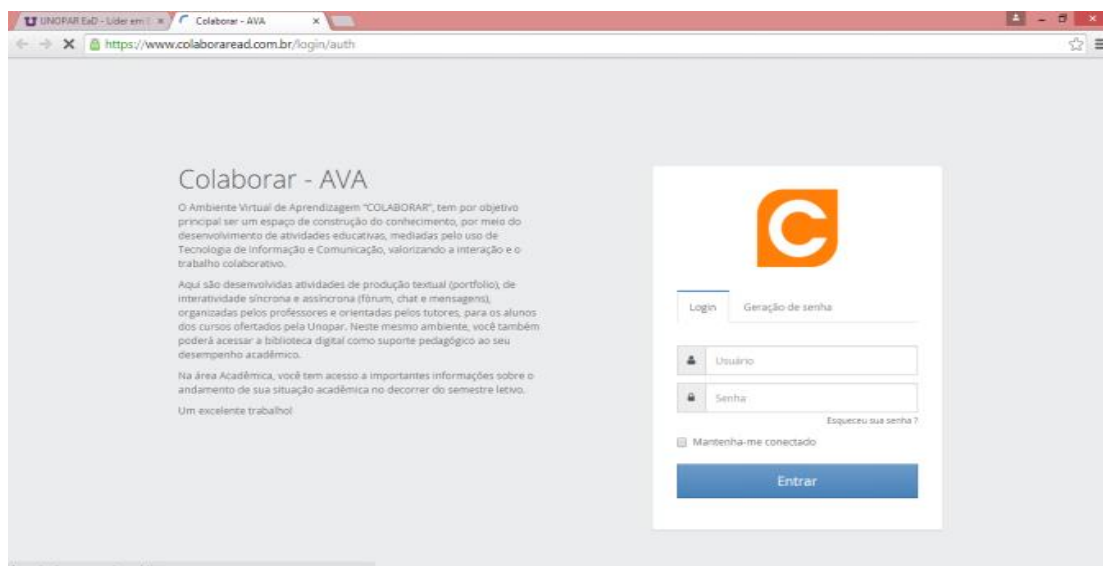 UNOPAR EaD - Líder em
Colaborar - AVA
https://www.colaboraread.com.br/login/auth
Colaborar - AVA
O Ambiente Virtual de Aprendizagem "COLABORAR", tem por objetivo
principal ser um espaço de construção do conhecimento, por meio do
desenvolvimento de atividades educativas, mediadas pelo uso de
Tecnologia de Informação e Comunicação, valorizando a interação e o
trabalho colaborativo.
Aqui são desenvolvidas atividades de produção textual (portfolio), de
interatividade síncrona e assíncrona (fórum, chat e mensagens),
organizadas pelos professores e orientadas pelos tutores, para os alunos
dos cursos ofertados pela Unopar. Neste mesmo ambiente, você também
poderá acessar a biblioteca digital como suporte pedagógico ao seu
desempenho acadêmico.
Na área Acadêmica, você tem acesso a importantes informações sobre o
andamento de sua situação acadêmica no decorrer do semestre letivo.
Um excelente trabalho!
C
Login
Geração de senha
Usuário
Senha
Esqueceu sua senha ?
Mantenha-me conectado
Entrar